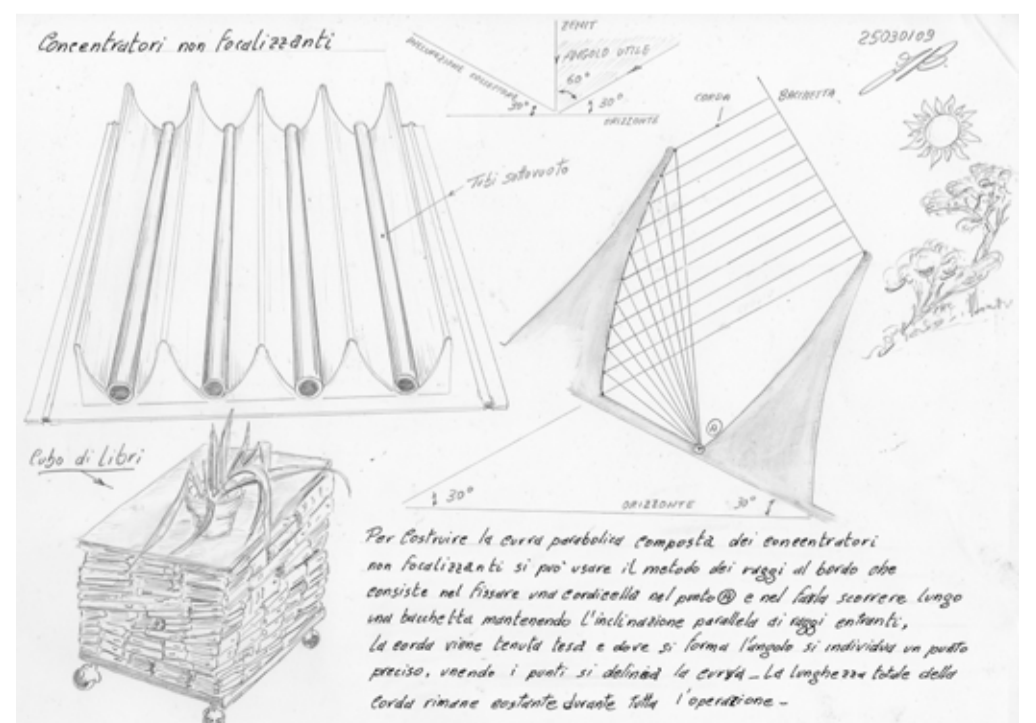 Concentratori non focalizzanti
ZENIT
25030109
ANGOLO UTILE
60°
30°
30°
ORIZZONTE
CORDA
BACCHETTA
Tubi sottovuoto
A
Cubo di Libri
30°
ORIZZONTE
30°
Per Costruire la curva parabolica composta dei concentratori
non focalizzanti si può usare il metodo dei raggi al bordo che
consiste nel fissare una cordicella nel punto A e nel farla scorrere lungo
una bacchetta mantenendo l'inclinazione parallela ai raggi entranti,
La corda viene tenuta tesa e dove si forma l'angolo si individua un punto
preciso, unendo i punti si delinea la curva - La lunghezza totale della
corda rimane costante durante tutta l'operazione -